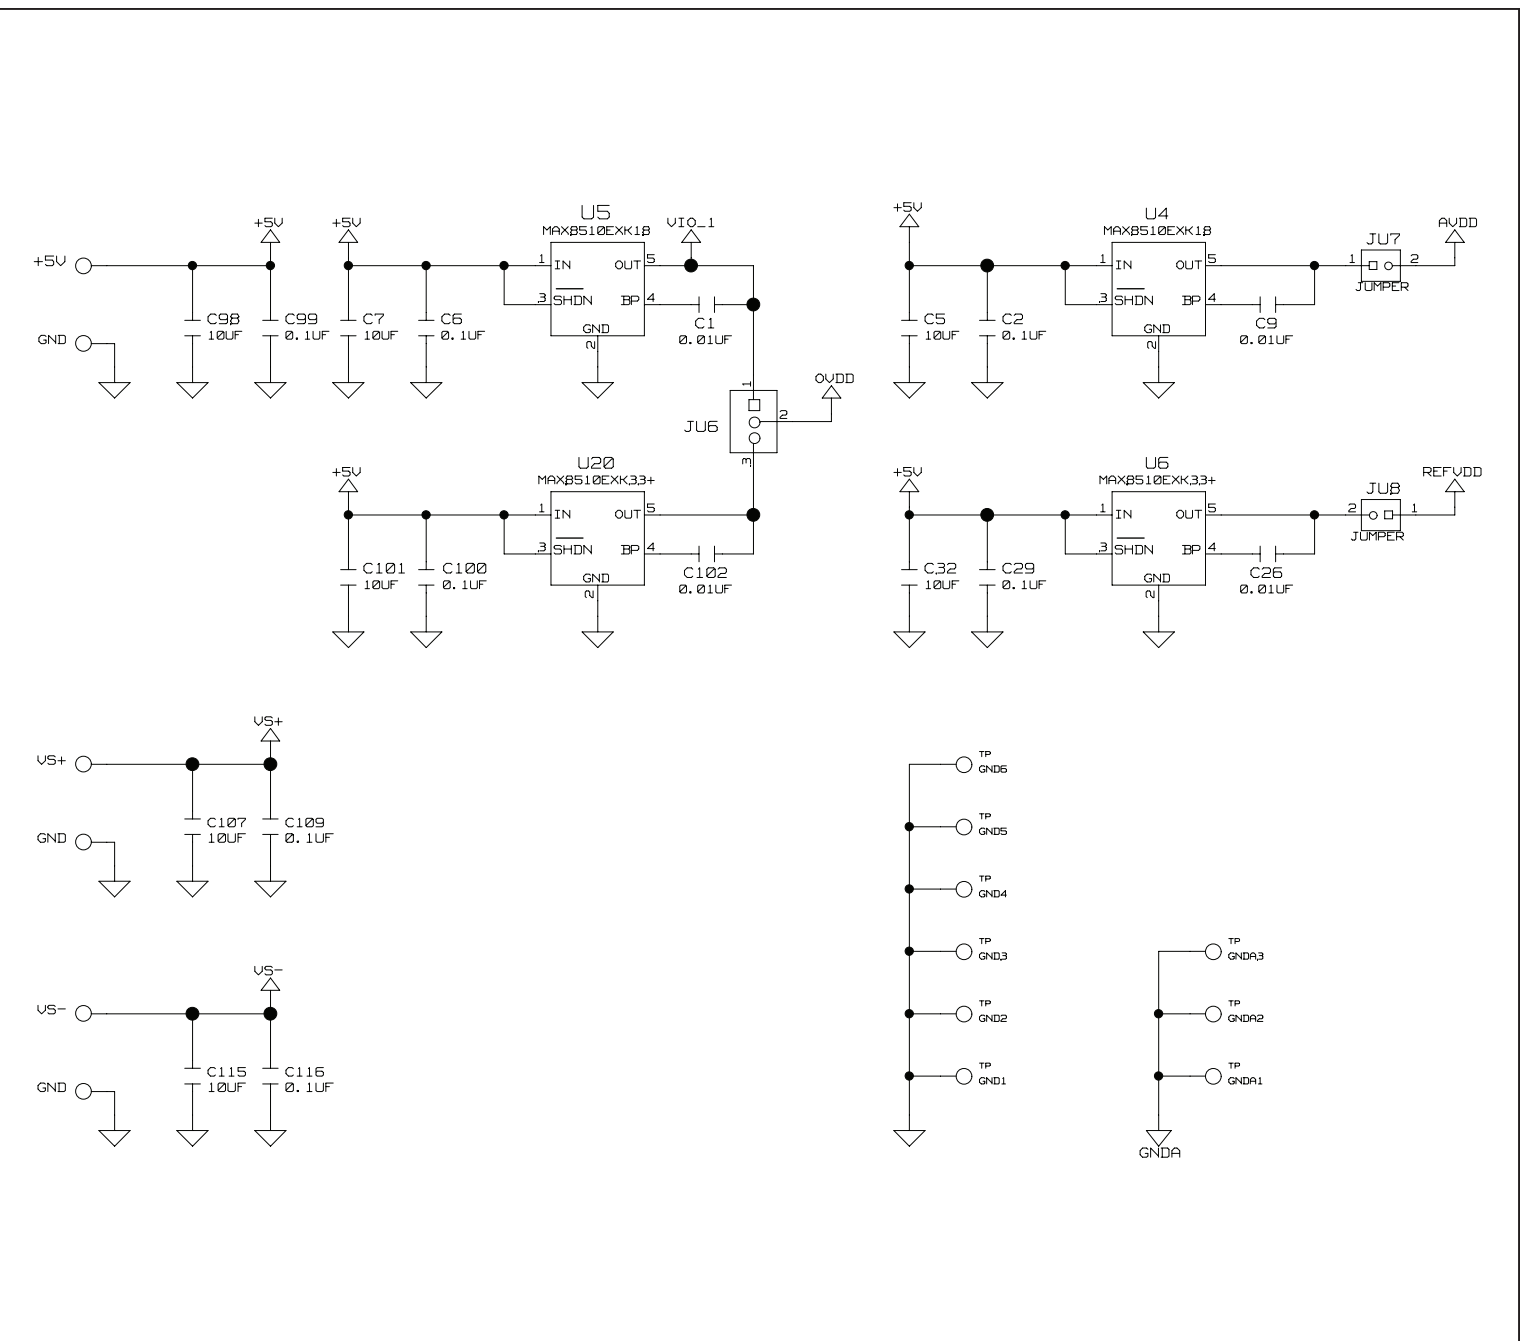 +5V
GND
+5V
C98
10UF
C99
0.1UF
+5V
C7
10UF
C6
0.1UF
U5
MAX8510EXK18
1
IN
OUT
5
3
SHDN
BP
4
GND
2
VIO_1
C1
0.01UF
1
JU6
2
3
OVDD
+5V
C5
10UF
C2
0.1UF
U4
MAX8510EXK18
1
IN
OUT
5
3
SHDN
BP
4
GND
2
C9
0.01UF
JU7
1
2
JUMPER
AVDD
+5V
C101
10UF
C100
0.1UF
U20
MAX8510EXK33+
1
IN
OUT
5
3
SHDN
BP
4
GND
2
C102
0.01UF
+5V
C32
10UF
C29
0.1UF
U6
MAX8510EXK33+
1
IN
OUT
5
3
SHDN
BP
4
GND
2
C26
0.01UF
JU8
2
1
JUMPER
REFVDD
VS+
GND
VS+
C107
10UF
C109
0.1UF
VS-
GND
VS-
C115
10UF
C116
0.1UF
TP
GND6
TP
GND5
TP
GND4
TP
GND3
TP
GND2
TP
GND1
TP
GNDA3
TP
GNDA2
TP
GNDA1
GNDA